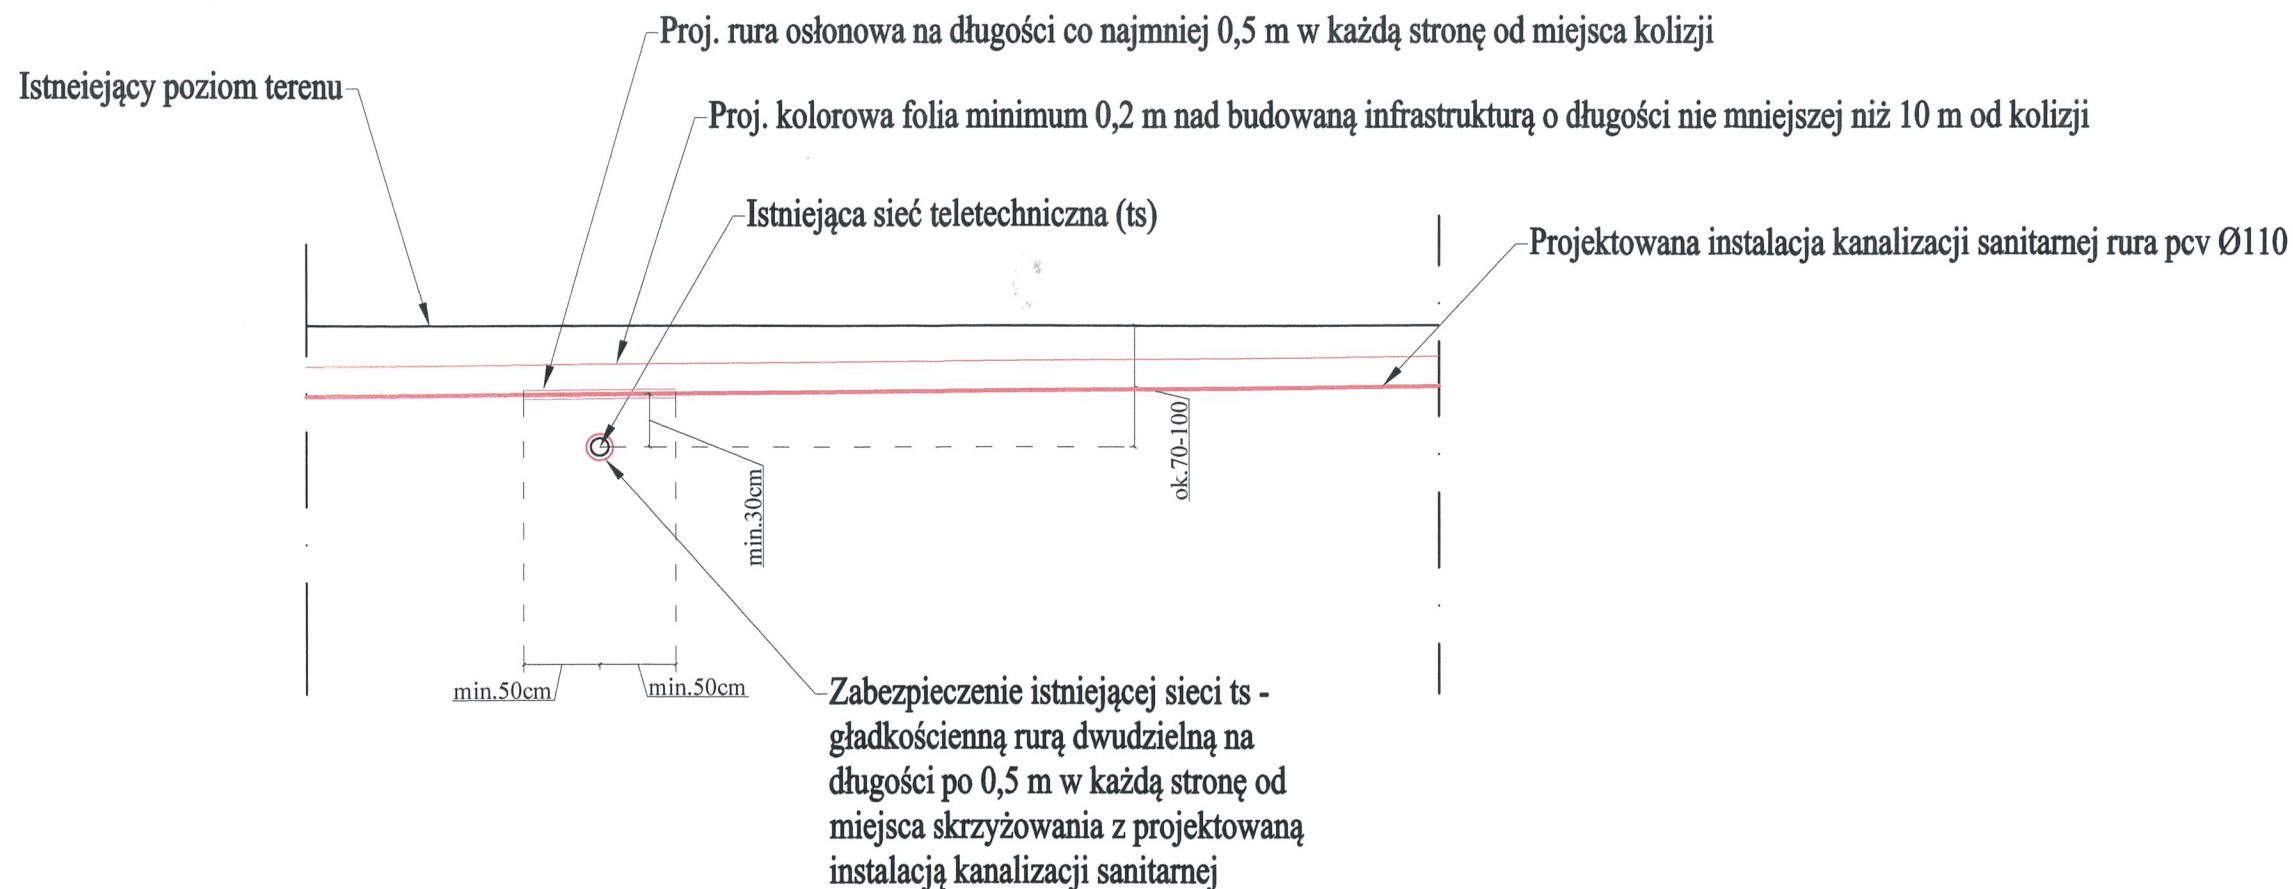 Proj. rura osłonowa na długości co najmniej 0,5 m w każdą stronę od miejsca kolizji
Istneiejący poziom terenu
Proj. kolorowa folia minimum 0,2 m nad budowaną infrastrukturą o długości nie mniejszej niż 10 m od kolizji
Istniejąca sieć teletechniczna (ts)
Projektowana instalacja kanalizacji sanitarnej rura pcv Ø110
ok.70-100
min.30cm
min.50cm
min.50cm
Zabezpieczenie istniejącej sieci ts -
gładkościenną rurą dwudzielną na
długości po 0,5 m w każdą stronę od
miejsca skrzyżowania z projektowaną
instalacją kanalizacji sanitarnej